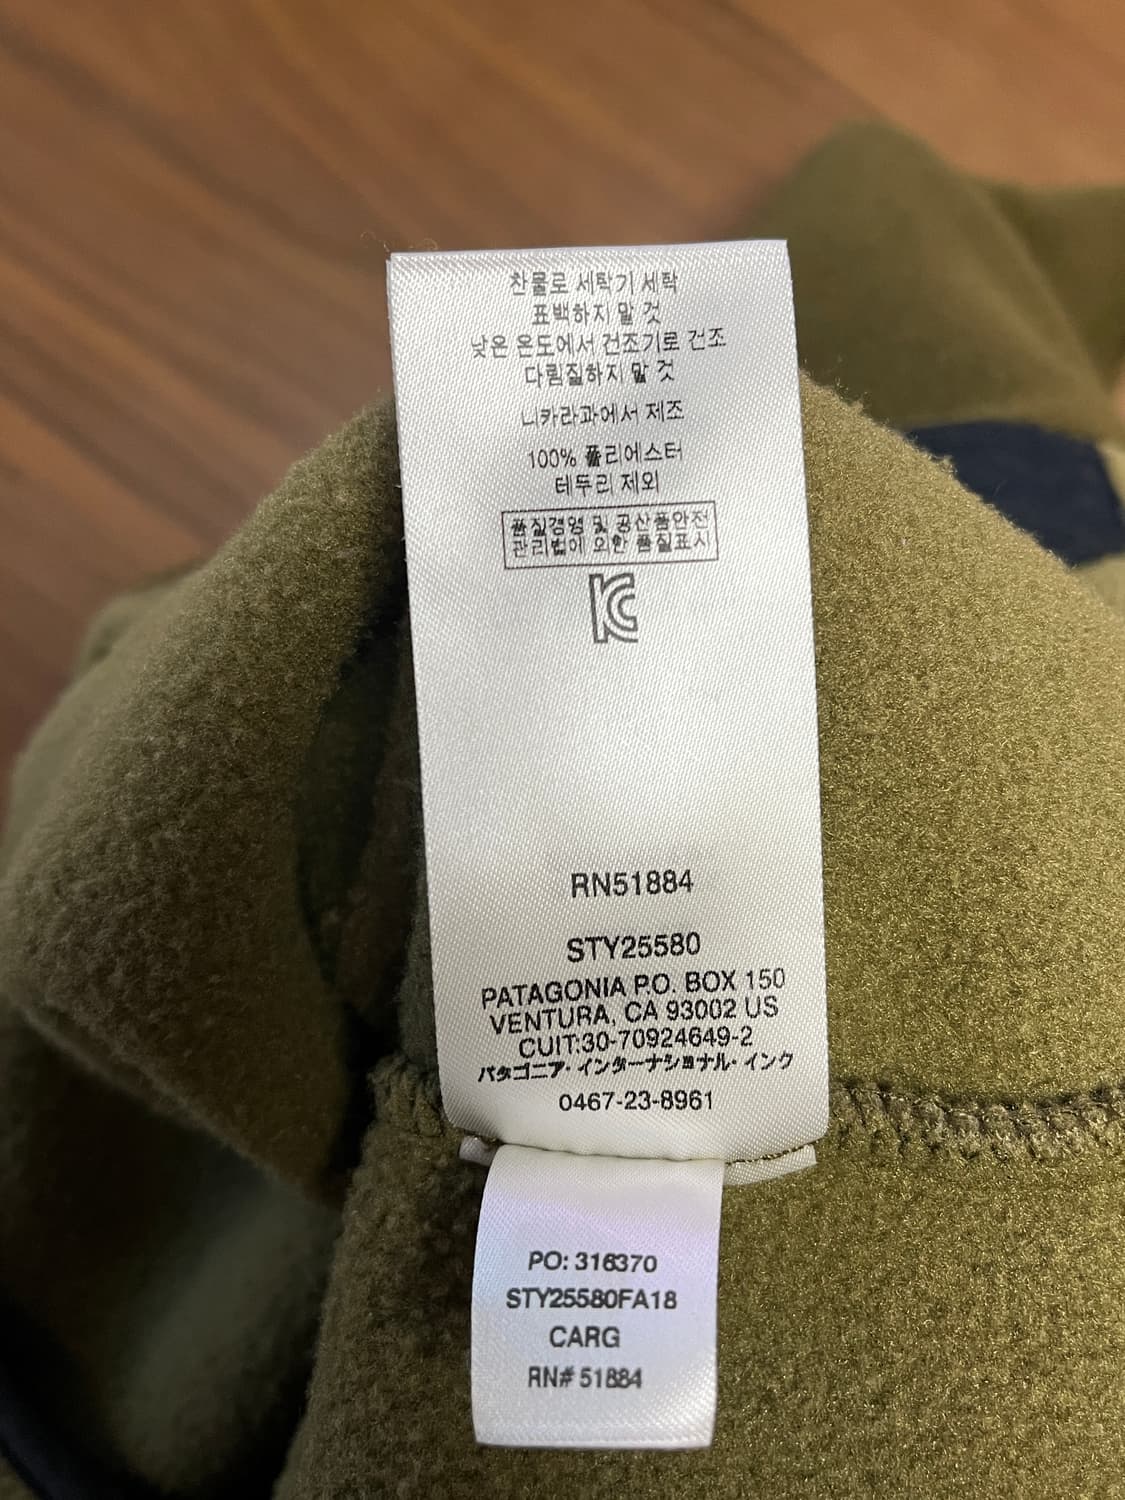 찬물로 세탁기 세탁
표백하지 말 것
낮은 온도에서 건조기로 건조
다림질하지 말 것
니카라과에서 제조
100% 폴리에스터
테두리 제외
품질경영 및 공산품안전
관리법에 의한 품질표시
KC
RN51884
STY25580
PATAGONIA P.O. BOX 150
VENTURA, CA 93002 US
CUIT:30-70924649-2
パタゴニア・インターナショナル・インク
0467-23-8961
PO: 316370
STY25580FA18
CARG
RN# 51884